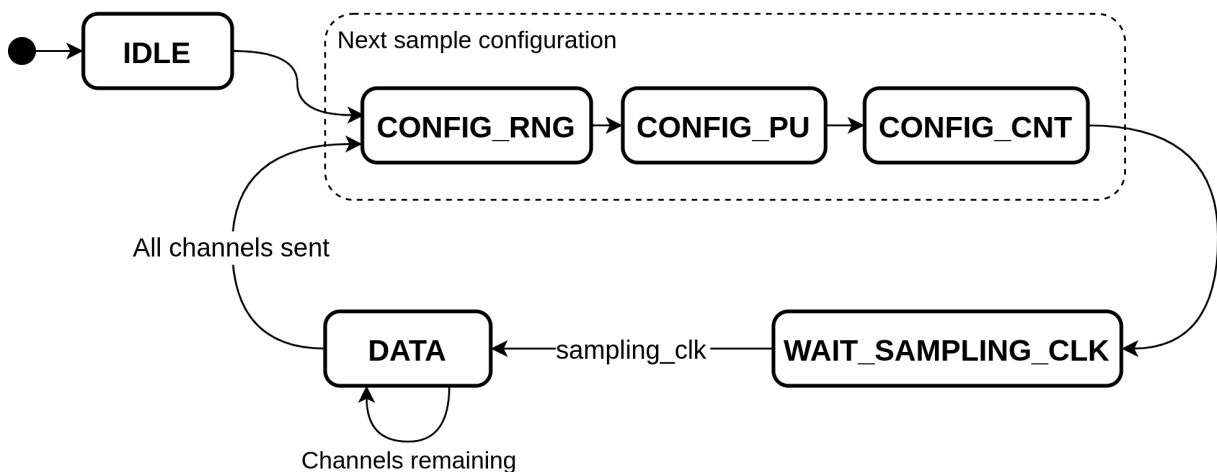 IDLE
Next sample configuration
CONFIG_RNG
CONFIG_PU
CONFIG_CNT
All channels sent
DATA
sampling_clk
WAIT_SAMPLING_CLK
Channels remaining